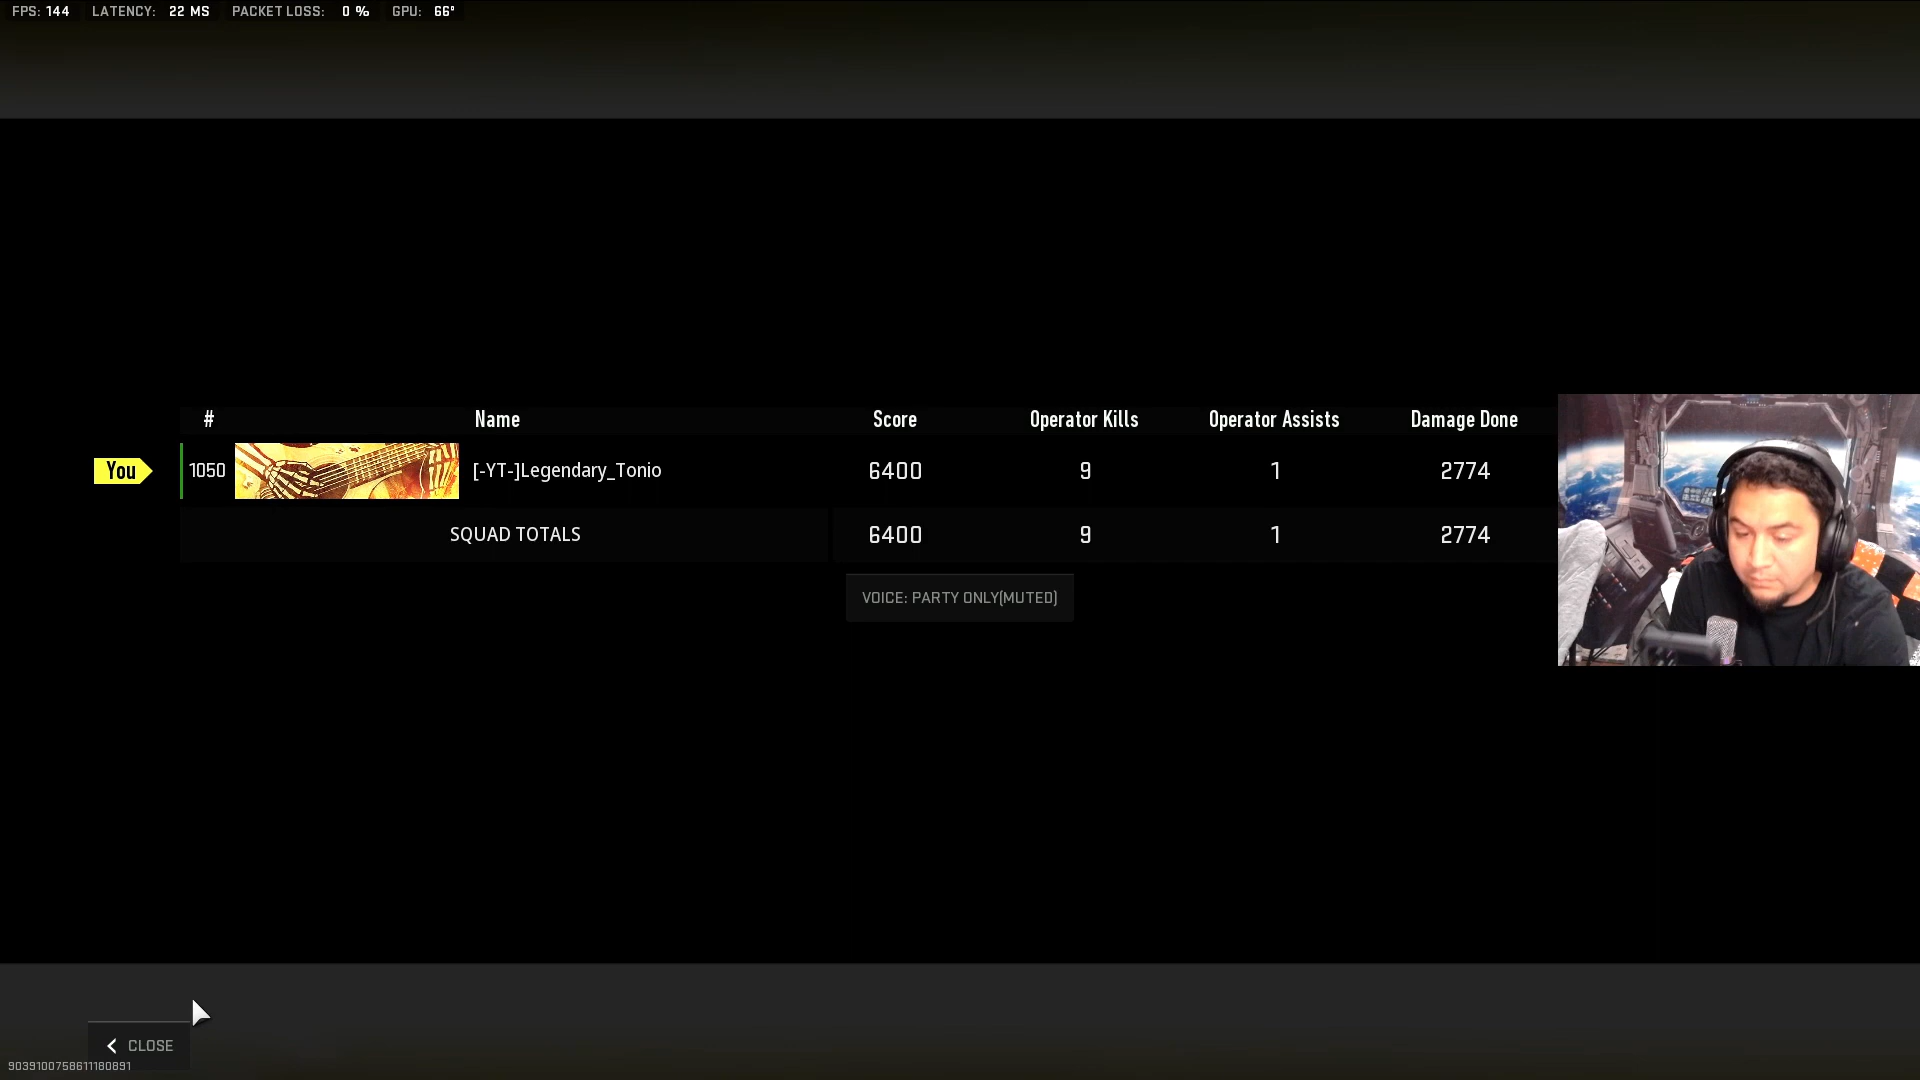 FPS: 144 LATENCY: 22 MS PACKET LOSS: 0 % GPU: 66°
# Name Score Operator Kills Operator Assists Damage Done
You 1050 [-YT-]Legendary_Tonio 6400 9 1 2774
SQUAD TOTALS 6400 9 1 2774
VOICE: PARTY ONLY(MUTED)
CLOSE
9039100758611180891